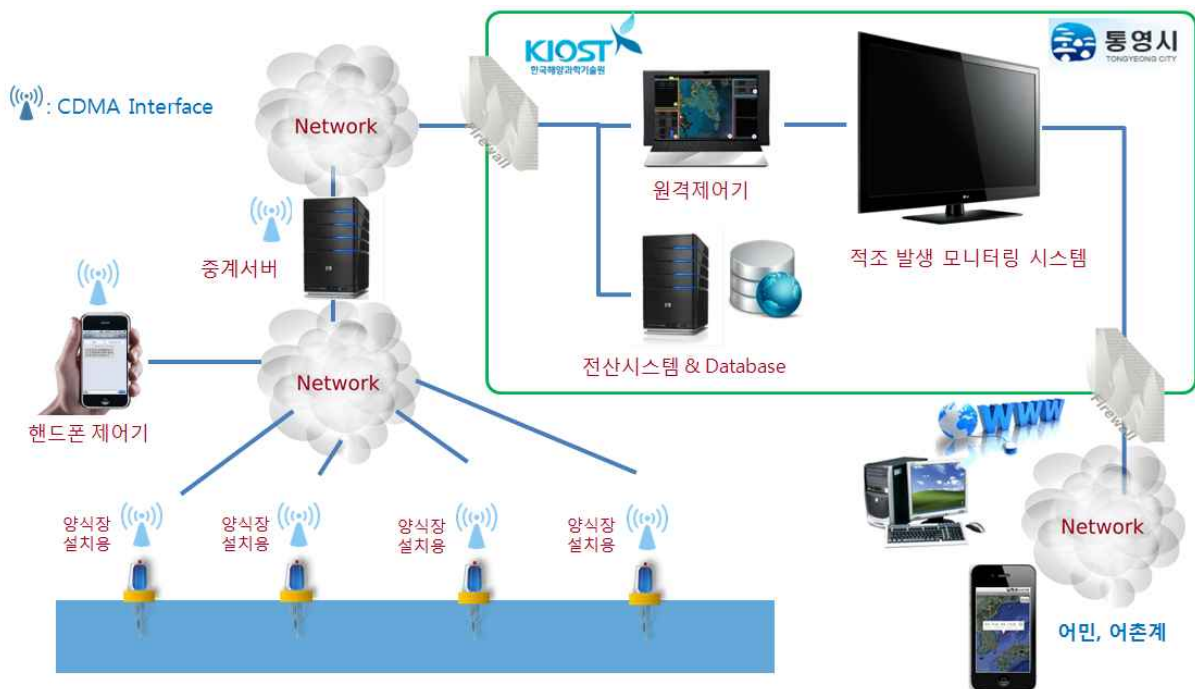 KIOST
한국해양과학기술원
통영시
TONGYEONG CITY
: CDMA Interface
Network
Firewall
원격제어기
중계서버
적조 발생 모니터링 시스템
전산시스템 & Database
Network
핸드폰 제어기
Firewall
WWW
양식장
설치용
양식장
설치용
양식장
설치용
양식장
설치용
Network
어민, 어촌계